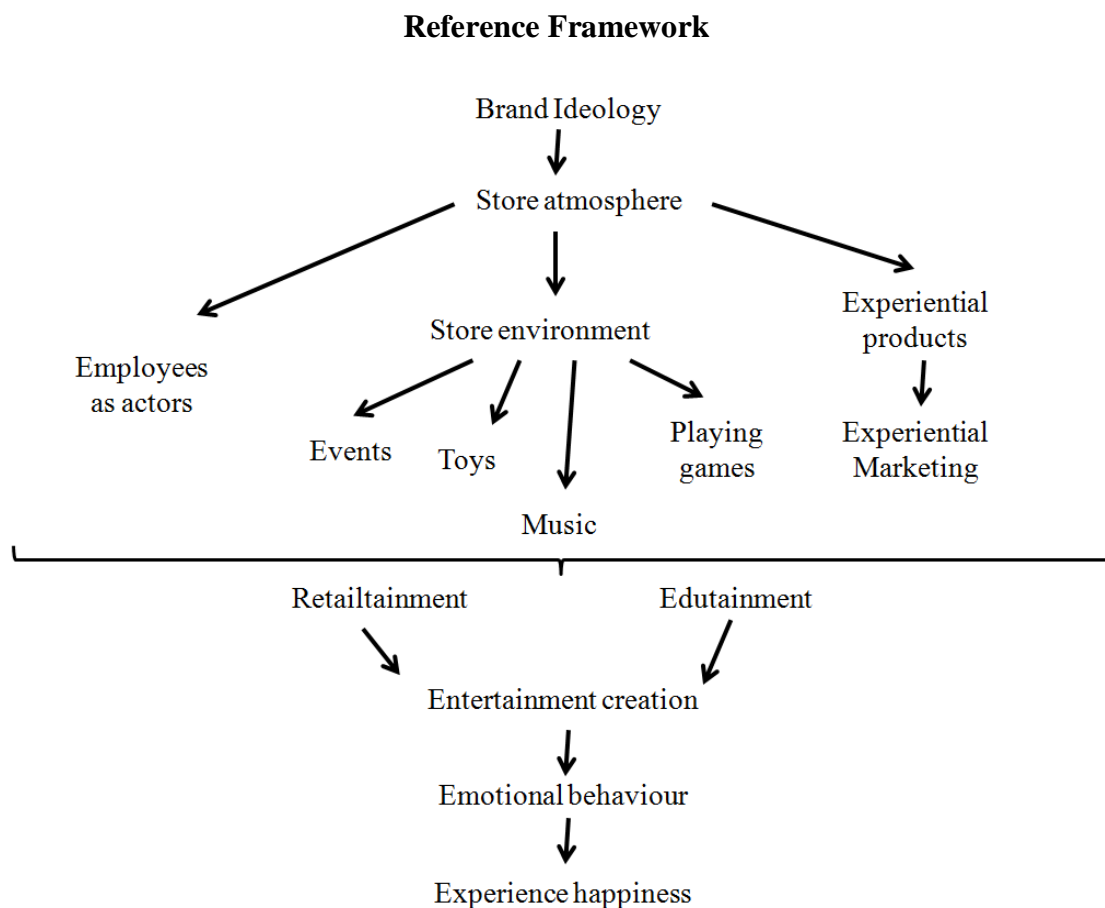 Reference Framework
Brand Ideology
Store atmosphere
Experiential
products
Store environment
Employees
as actors
Events
Toys
Playing
games
Experiential
Marketing
Music
Retailtainment
Edutainment
Entertainment creation
Emotional behaviour
Experience happiness